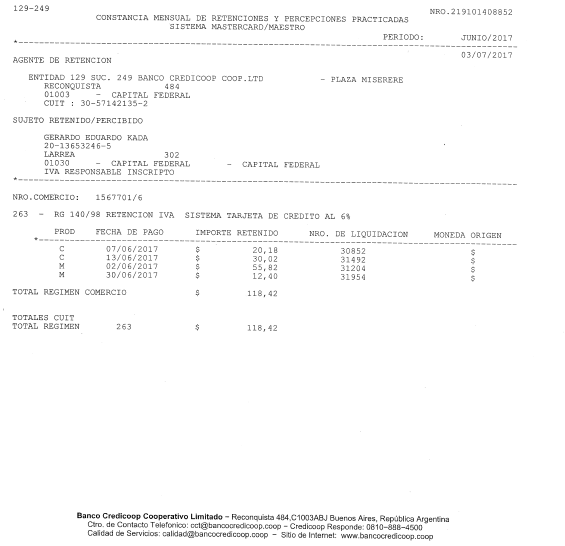 129-249
NRO.219101408852
CONSTANCIA MENSUAL DE RETENCIONES Y PERCEPCIONES PRACTICADAS
SISTEMA MASTERCARD/MAESTRO
PERIODO: JUNIO/2017
*------------------------------------------------------------
03/07/2017
AGENTE DE RETENCION
ENTIDAD 129 SUC. 249 BANCO CREDICOOP COOP.LTD - PLAZA MISERERE
RECONQUISTA 484
01003 - CAPITAL FEDERAL
CUIT : 30-57142135-2
SUJETO RETENIDO/PERCIBIDO
GERARDO EDUARDO KADA
20-13653246-5
LARREA 302
01030 - CAPITAL FEDERAL - CAPITAL FEDERAL
IVA RESPONSABLE INSCRIPTO
*------------------------------------------------------------
NRO.COMERCIO: 1567701/6
263 - RG 140/98 RETENCION IVA SISTEMA TARJETA DE CREDITO AL 6%
PROD FECHA DE PAGO IMPORTE RETENIDO NRO. DE LIQUIDACION MONEDA ORIGEN
*------------------------------------------------------------
C 07/06/2017 $ 20,18 30852 $
C 13/06/2017 $ 30,02 31492 $
M 02/06/2017 $ 55,82 31204 $
M 30/06/2017 $ 12,40 31954 $
TOTAL REGIMEN COMERCIO $ 118,42
TOTALES CUIT
TOTAL REGIMEN 263 $ 118,42
Banco Credicoop Cooperativo Limitado - Reconquista 484,C1003ABJ Buenos Aires, República Argentina
Ctro. de Contacto Telefonico: cct@bancocredicoop.coop - Credicoop Responde: 0810-888-4500
Calidad de Servicios: calidad@bancocredicoop.coop - Sitio de Internet: www.bancocredicoop.coop